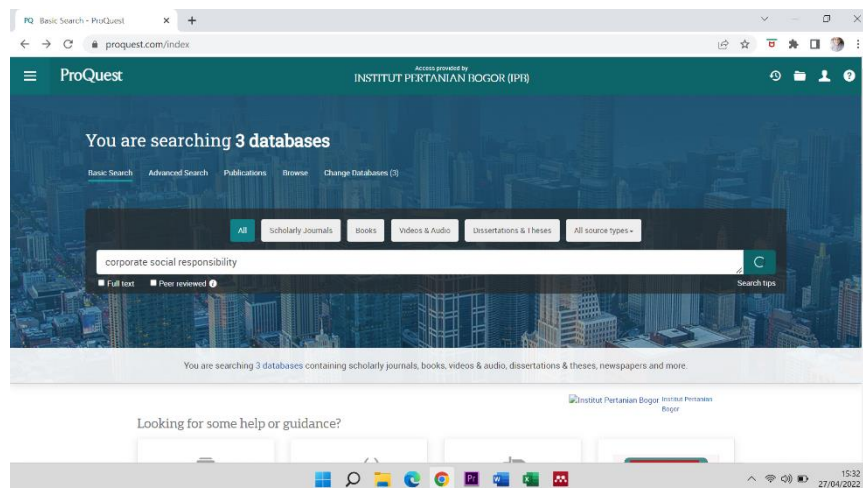 PQ Basic Search - ProQuest
proquest.com/index
ProQuest
Access provided by
INSTITUT PERTANIAN BOGOR (IPB)
You are searching 3 databases
Basic Search Advanced Search Publications Browse Change Databases (3)
All Scholarly Journals Books Videos & Audio Dissertations & Theses All source types
corporate social responsibility
Full text Peer reviewed
Search tips
You are searching 3 databases containing scholarly journals, books, videos & audio, dissertations & theses, newspapers and more.
Institut Pertanian Bogor Institut Pertanian
Bogor
Looking for some help or guidance?
Pr
15:32
27/04/2022